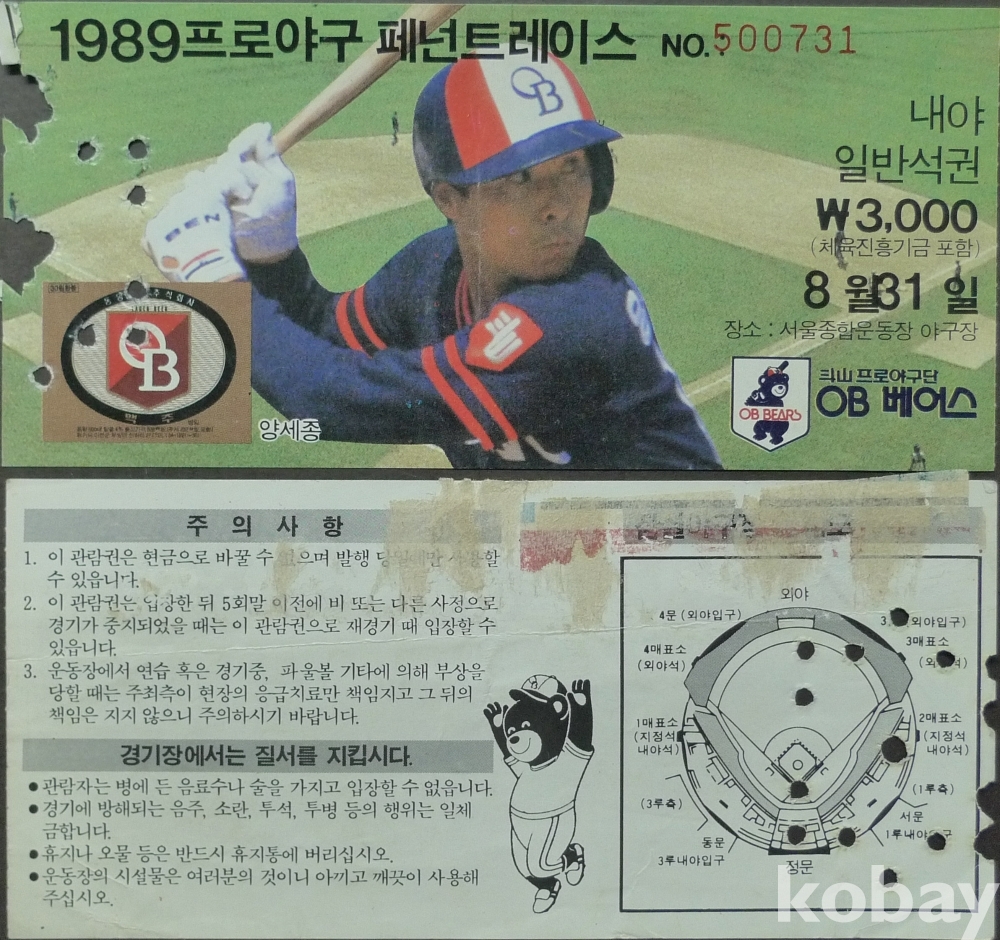 1989프로야구 페넌트레이스 NO.500731
내야
일반석권
₩3,000
(체육진흥기금 포함)
8 월 31 일
장소 : 서울종합운동장 야구장
斗山 프로야구단
OB 베어스
OB BEARS
OB
BEN
OB
맥 주
양세종
주 의 사 항
1. 이 관람권은 현금으로 바꿀 수 없으며 발행 당일에만 사용할
수 있읍니다.
2. 이 관람권은 입장한 뒤 5회말 이전에 비 또는 다른 사정으로
경기가 중지되었을 때는 이 관람권으로 재경기 때 입장할 수
있읍니다.
3. 운동장에서 연습 혹은 경기중, 파울볼 기타에 의해 부상을
당할 때는 주최측이 현장의 응급치료만 책임지고 그 뒤의
책임은 지지 않으니 주의하시기 바랍니다.
경기장에서는 질서를 지킵시다.
●관람자는 병에 든 음료수나 술을 가지고 입장할 수 없읍니다.
●경기에 방해되는 음주, 소란, 투석, 투병 등의 행위는 일체
금합니다.
●휴지나 오물 등은 반드시 휴지통에 버리십시오.
●운동장의 시설물은 여러분의 것이니 아끼고 깨끗이 사용해
주십시오.
외야
4문 (외야입구)
3, 외야입구)
4매표소
(외야석)
3매표소
1매표소
(지정석
내야석)
2매표소
(지정석
내야석)
(3루측)
(1루측)
동문
3루내야입구
서문
1루내야 구
정문
kobay